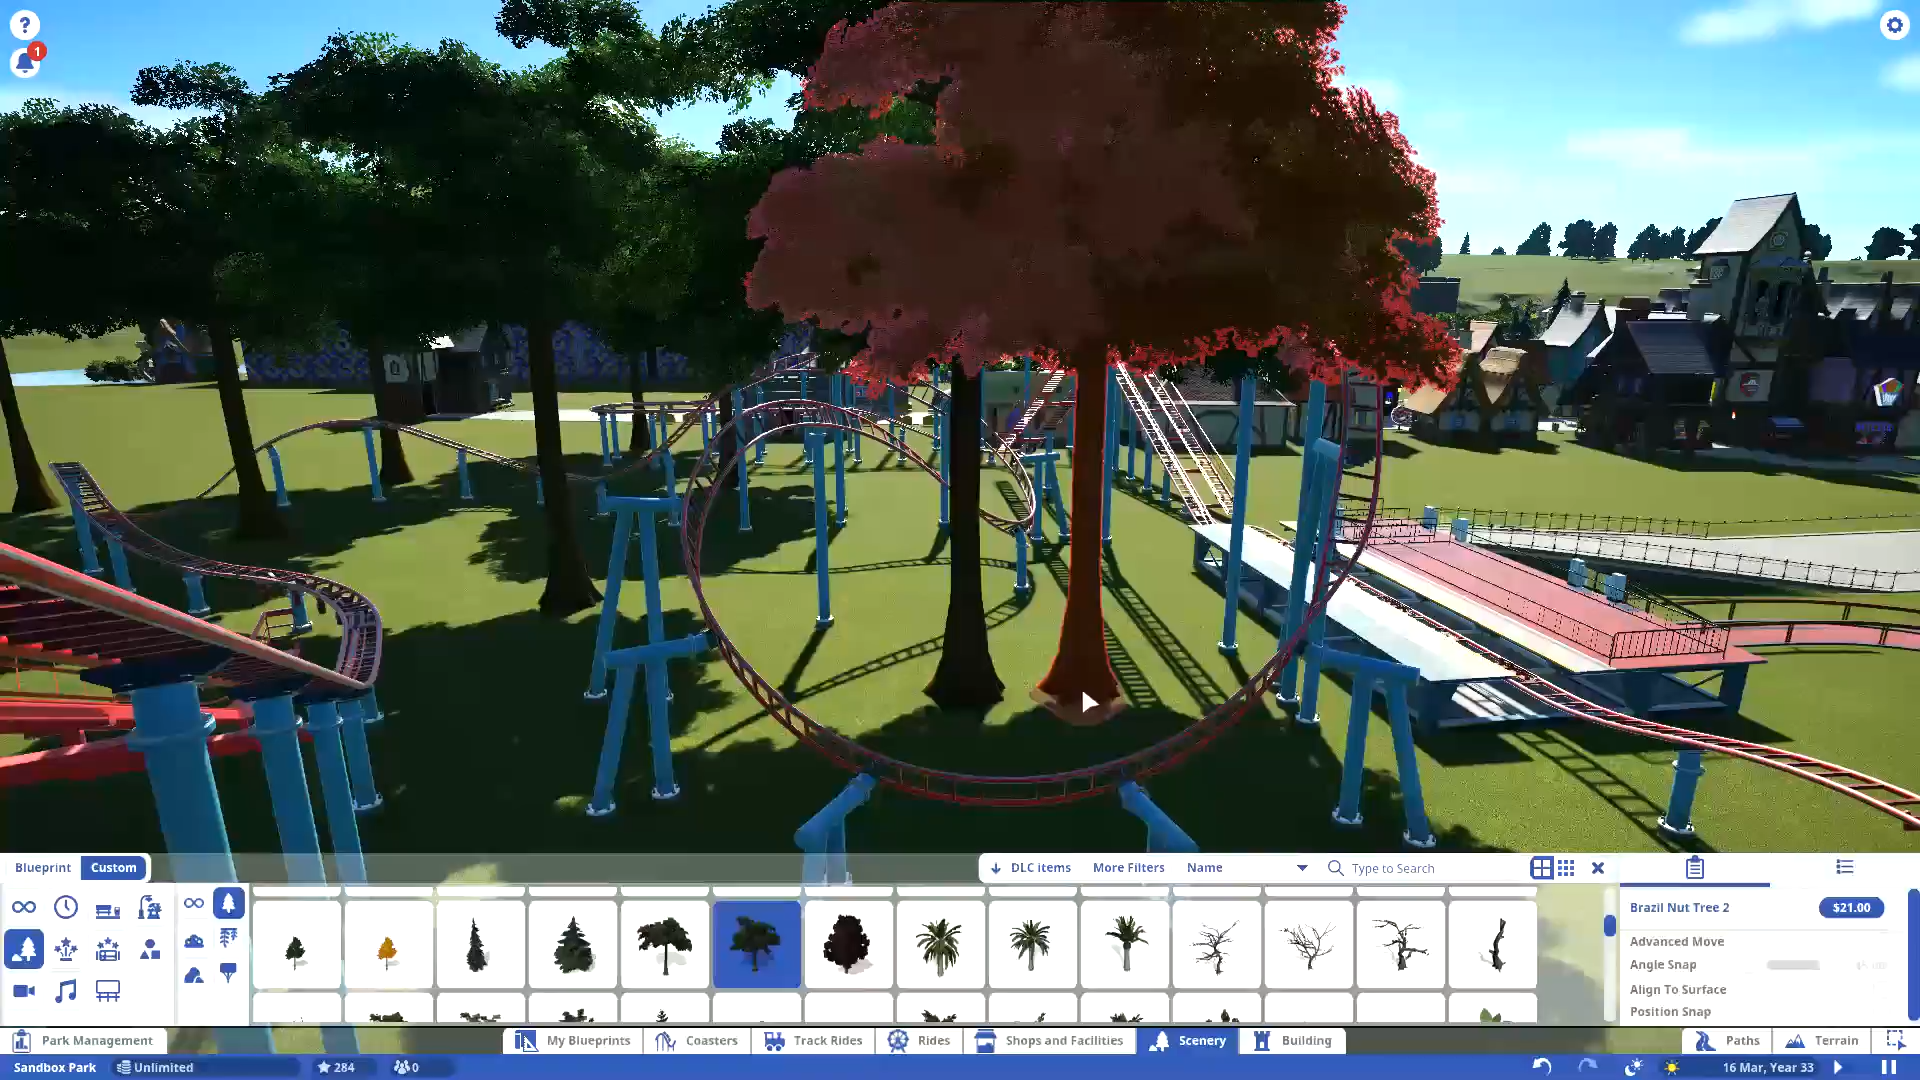 ?
1
Blueprint
Custom
DLC items
More Filters
Name
Type to Search
Brazil Nut Tree 2
$21.00
Advanced Move
Angle Snap
Align To Surface
Position Snap
Park Management
My Blueprints
Coasters
Track Rides
Rides
Shops and Facilities
Scenery
Building
Paths
Terrain
Sandbox Park
Unlimited
284
0
16 Mar, Year 33